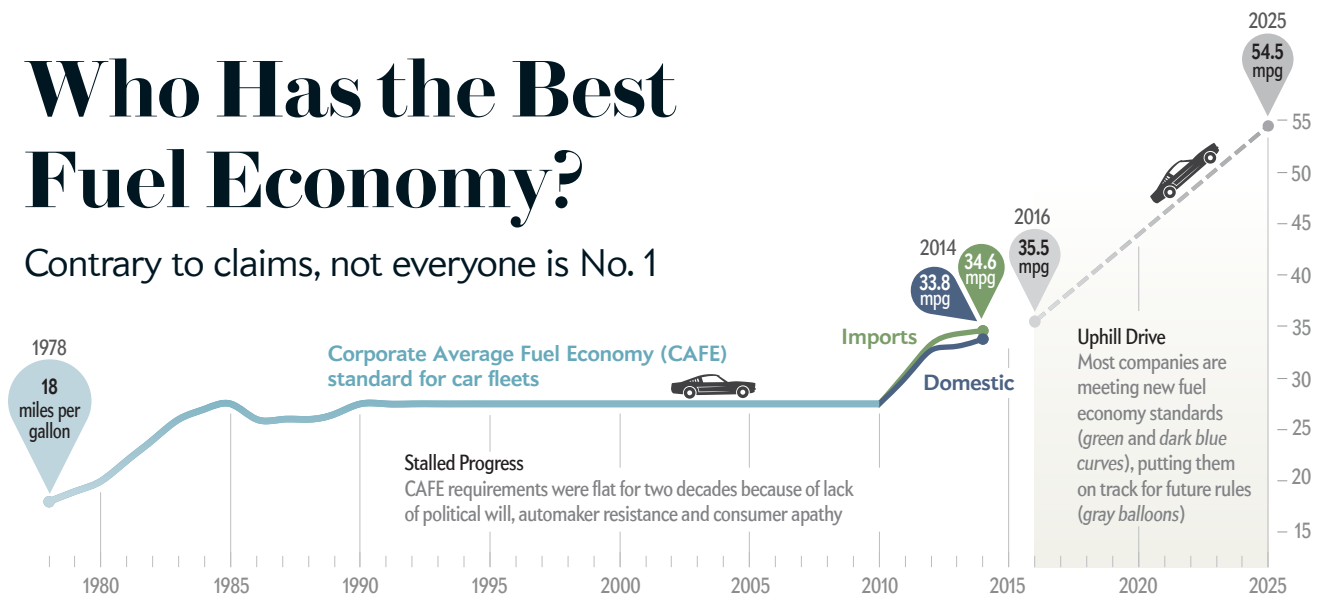 Who Has the Best
Fuel Economy?
Contrary to claims, not everyone is No. 1
1978
18
miles per
gallon
Corporate Average Fuel Economy (CAFE)
standard for car fleets
Stalled Progress
CAFE requirements were flat for two decades because of lack
of political will, automaker resistance and consumer apathy
Imports
Domestic
2014
33.8
mpg
34.6
mpg
2016
35.5
mpg
2025
54.5
mpg
Uphill Drive
Most companies are
meeting new fuel
economy standards
(green and dark blue
curves), putting them
on track for future rules
(gray balloons)
55
50
45
40
35
30
25
20
15
1980 1985 1990 1995 2000 2005 2010 2015 2020 2025